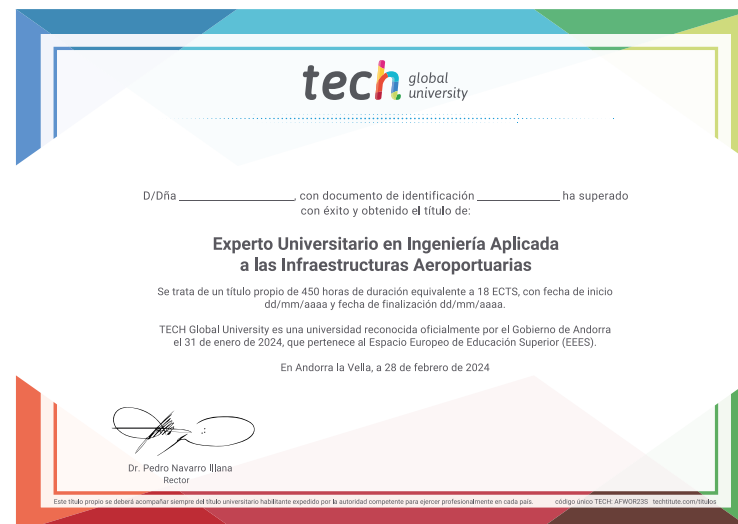 tech global university
D/Dña ____________, con documento de identificación ____________ ha superado
con éxito y obtenido el título de:
Experto Universitario en Ingeniería Aplicada
a las Infraestructuras Aeroportuarias
Se trata de un título propio de 450 horas de duración equivalente a 18 ECTS, con fecha de inicio
dd/mm/aaaa y fecha de finalización dd/mm/aaaa.
TECH Global University es una universidad reconocida oficialmente por el Gobierno de Andorra
el 31 de enero de 2024, que pertenece al Espacio Europeo de Educación Superior (EEES).
En Andorra la Vella, a 28 de febrero de 2024
Dr. Pedro Navarro Illana
Rector
Este título propio se deberá acompañar siempre del título universitario habilitante expedido por la autoridad competente para ejercer profesionalmente en cada país. código único TECH: AFWOR23S techtitute.com/titulos